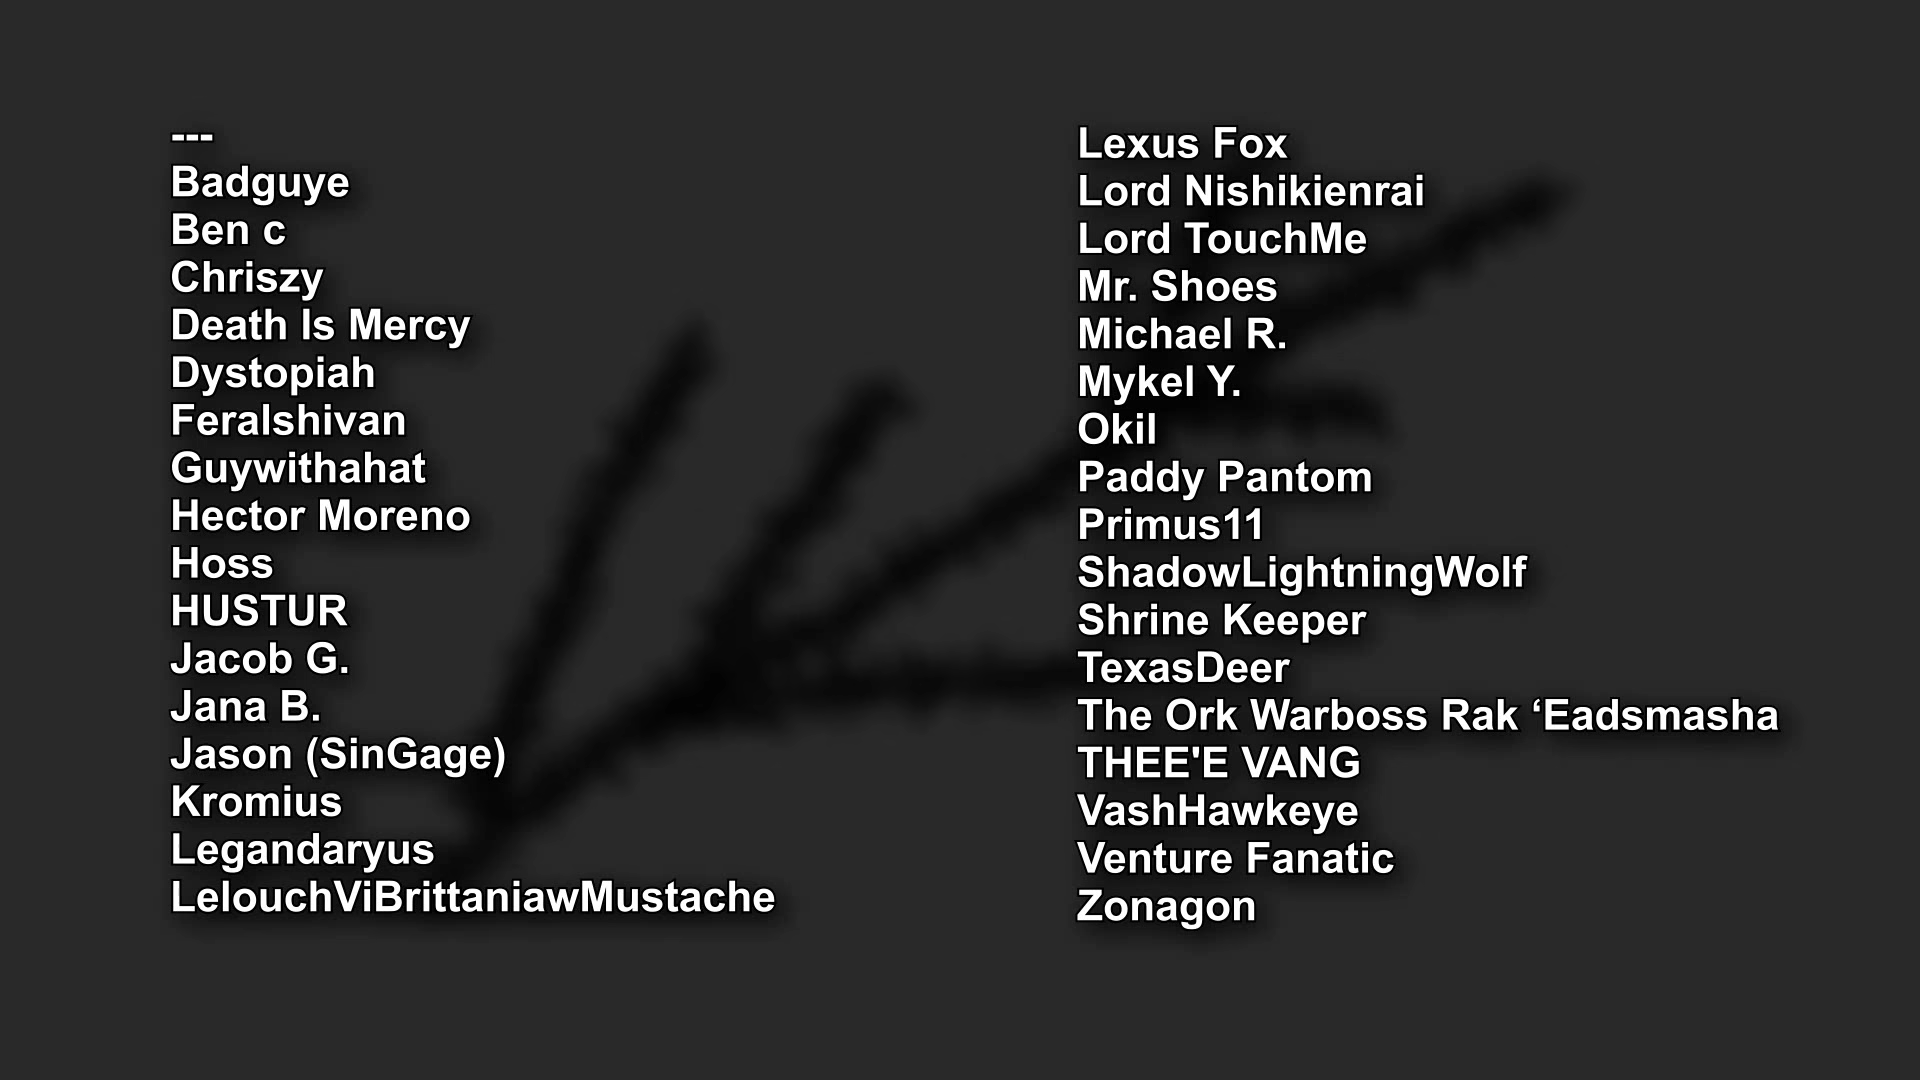 ---
Badguye
Ben c
Chriszy
Death Is Mercy
Dystopiah
Feralshivan
Guywithahat
Hector Moreno
Hoss
HUSTUR
Jacob G.
Jana B.
Jason (SinGage)
Kromius
Legandaryus
LelouchViBrittaniawMustache
Lexus Fox
Lord Nishikienrai
Lord TouchMe
Mr. Shoes
Michael R.
Mykel Y.
Okil
Paddy Pantom
Primus11
ShadowLightningWolf
Shrine Keeper
TexasDeer
The Ork Warboss Rak ‘Eadsmasha
THEE'E VANG
VashHawkeye
Venture Fanatic
Zonagon